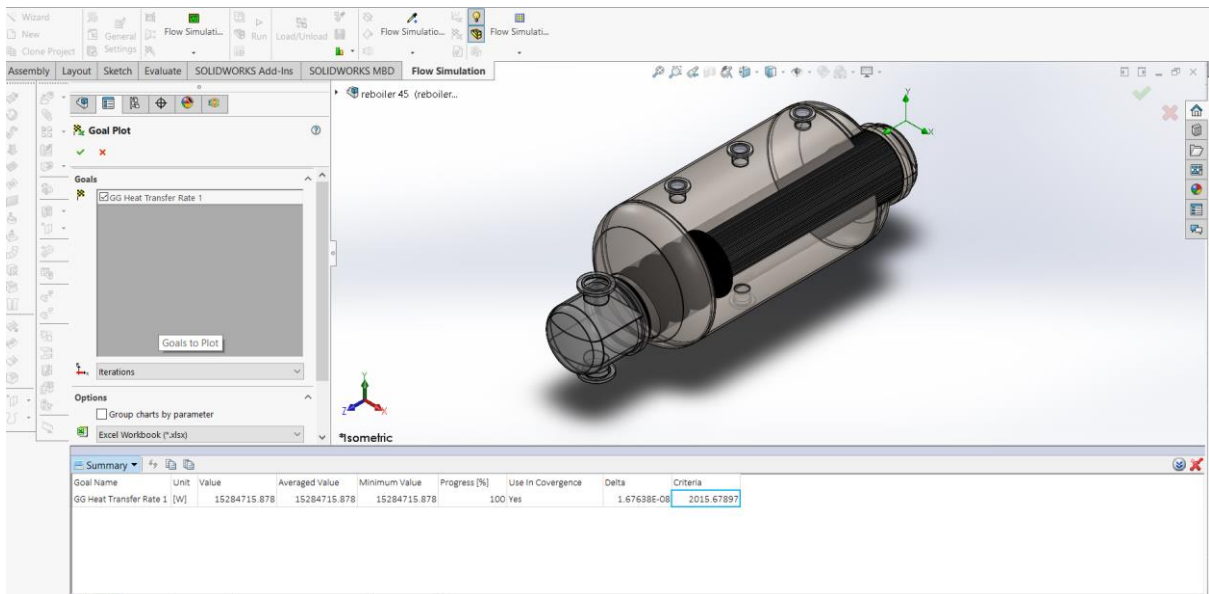 Wizard
New
Clone Project
General
Settings
Flow Simulati...
Run
Load/Unload
Flow Simulatio...
Flow Simulati...
Assembly Layout Sketch Evaluate SOLIDWORKS Add-Ins SOLIDWORKS MBD Flow Simulation
reboiler 45 (reboiler...
Goal Plot
Goals
GG Heat Transfer Rate 1
Goals to Plot
Iterations
Options
Group charts by parameter
Excel Workbook (*.xlsx)
Y
X
Y
Z
X
*Isometric
Summary
Goal Name Unit Value Averaged Value Minimum Value Progress [%] Use In Covergence Delta Criteria
GG Heat Transfer Rate 1 [W] 15284715.878 15284715.878 15284715.878 100 Yes 1.67638E-08 2015.67897